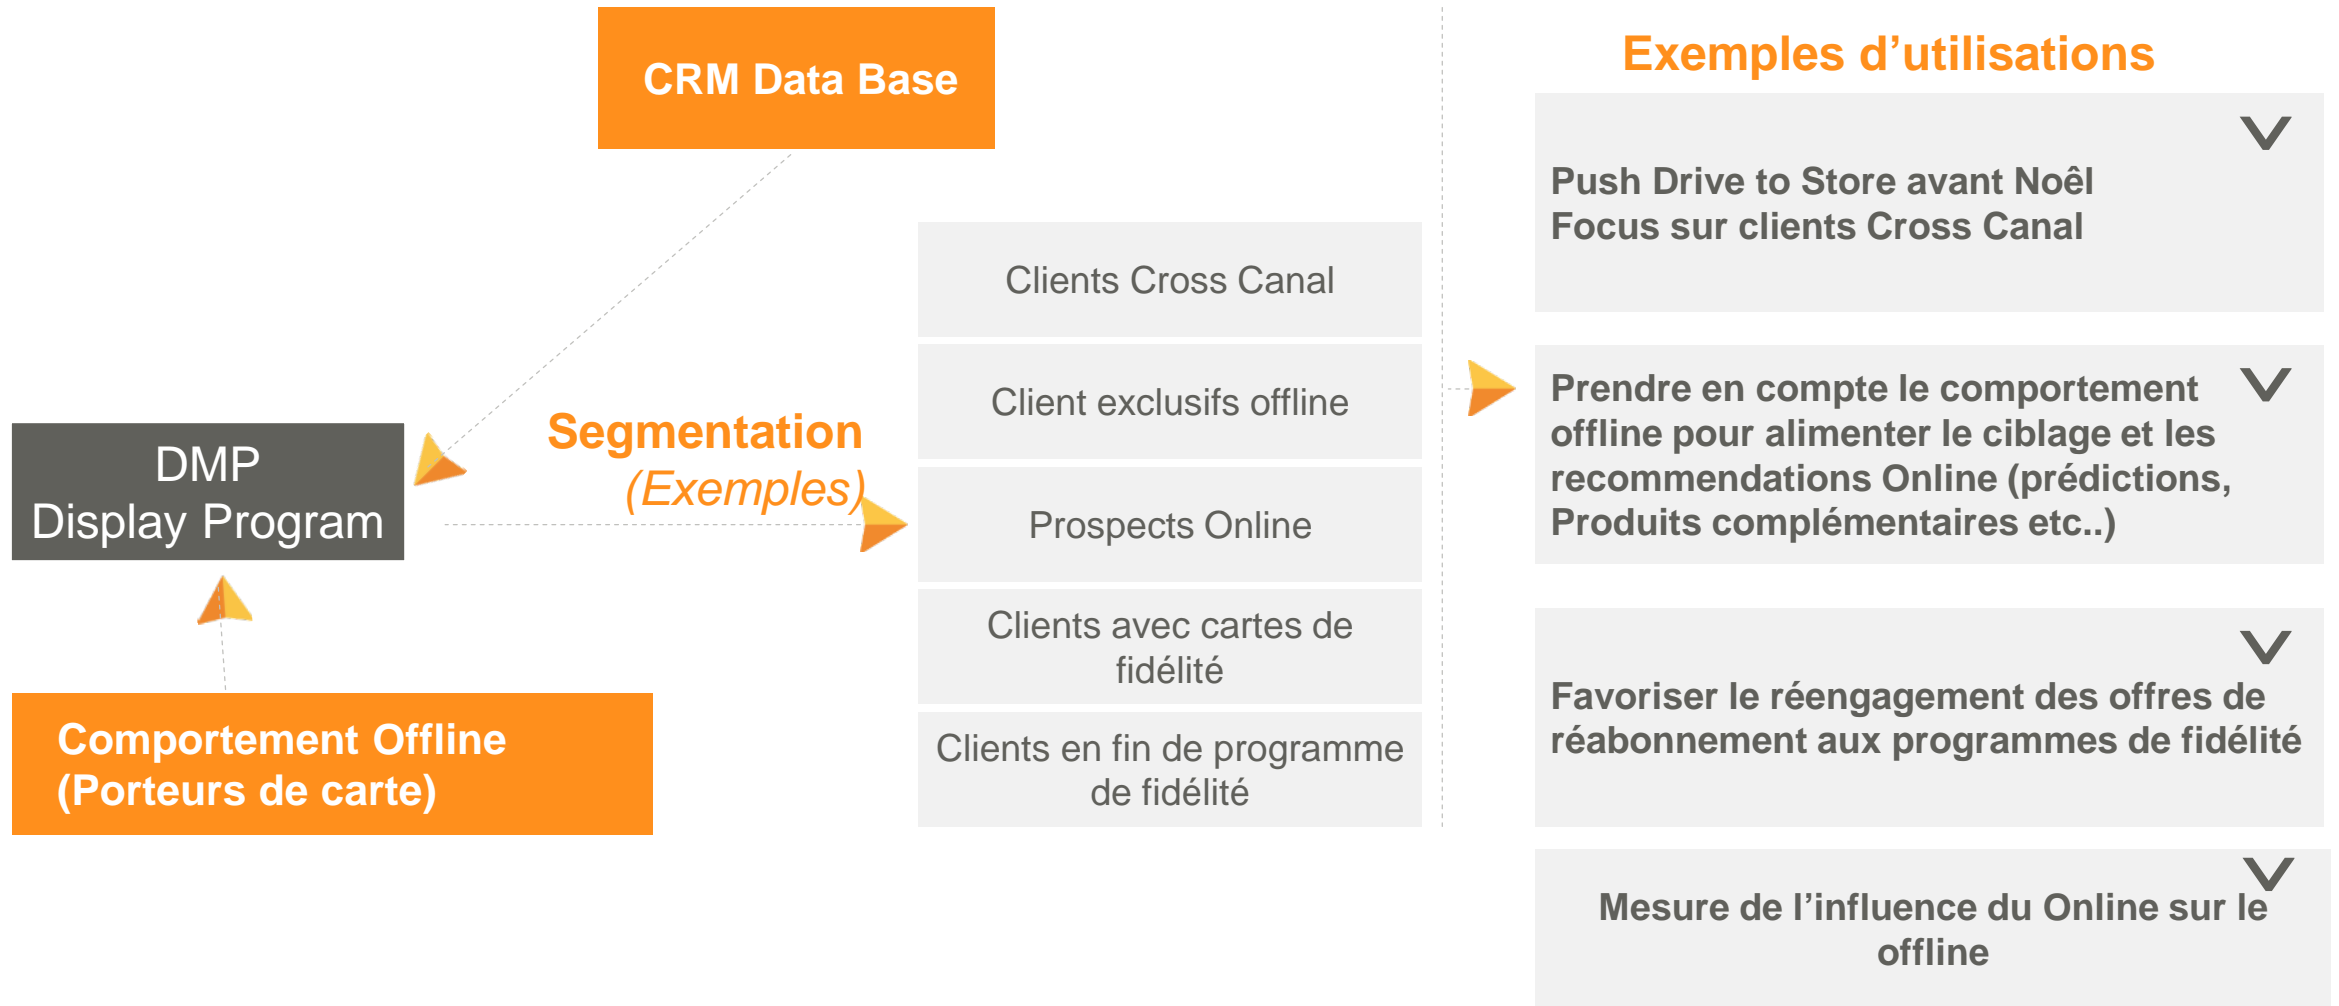 CRM Data Base
DMP
Display Program
Comportement Offline
(Porteurs de carte)
Segmentation
(Exemples)
Clients Cross Canal
Client exclusifs offline
Prospects Online
Clients avec cartes de
fidélité
Clients en fin de programme
de fidélité
Exemples d’utilisations
V
Push Drive to Store avant Noêl
Focus sur clients Cross Canal
V
Prendre en compte le comportement
offline pour alimenter le ciblage et les
recommendations Online (prédictions,
Produits complémentaires etc..)
V
Favoriser le réengagement des offres de
réabonnement aux programmes de fidélité
V
Mesure de l’influence du Online sur le
offline